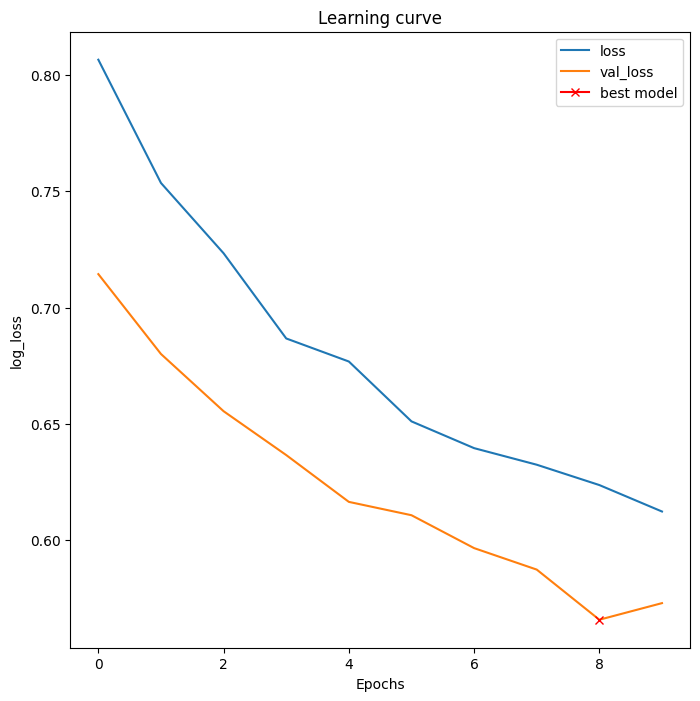 Learning curve
loss
val_loss
best model
0.80
0.75
0.70
0.65
0.60
log_loss
0 2 4 6 8
Epochs